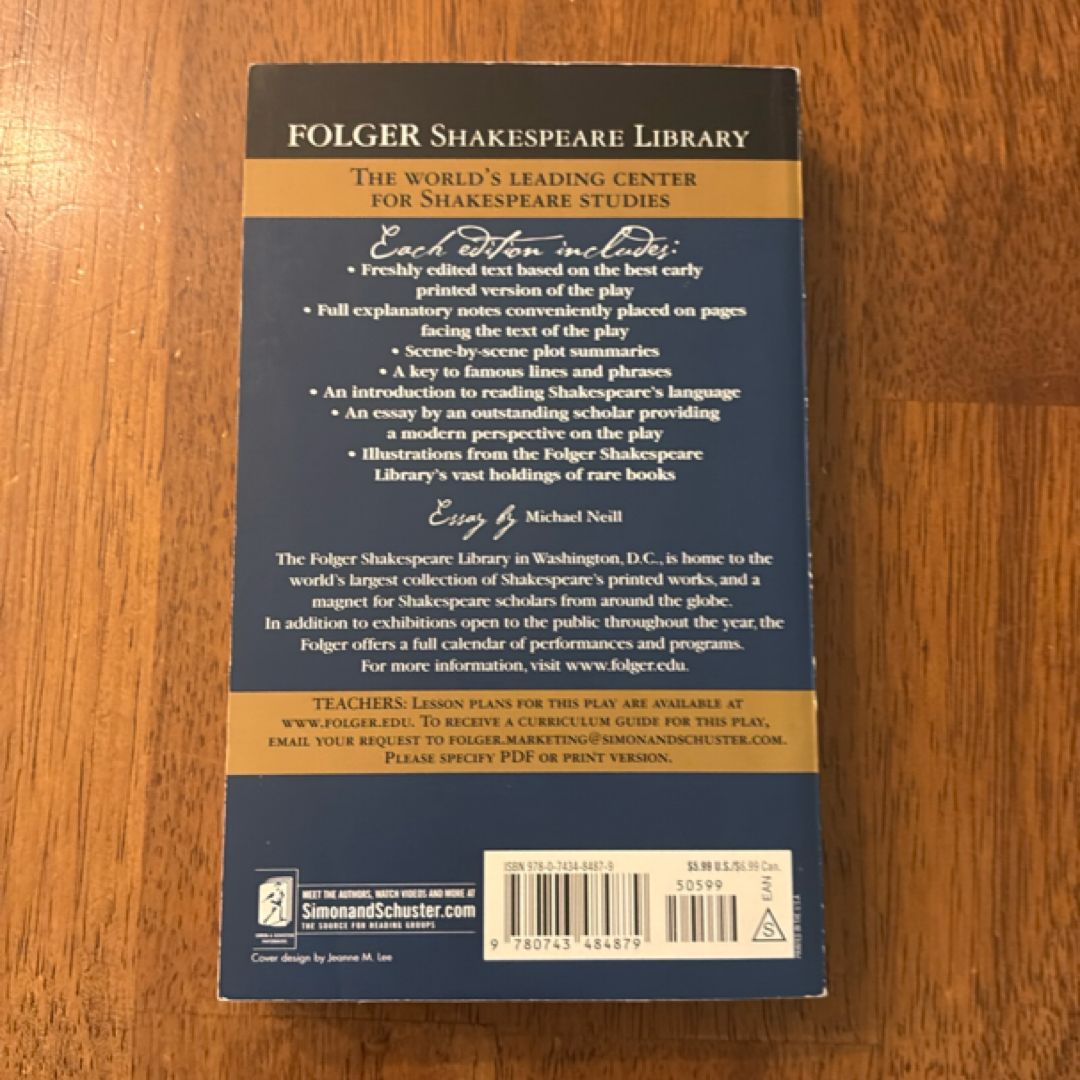 FOLGER SHAKESPEARE LIBRARY
THE WORLD'S LEADING CENTER
FOR SHAKESPEARE STUDIES
Each edition includes:
• Freshly edited text based on the best early
printed version of the play
• Full explanatory notes conveniently placed on pages
facing the text of the play
• Scene-by-scene plot summaries
• A key to famous lines and phrases
• An introduction to reading Shakespeare's language
• An essay by an outstanding scholar providing
a modern perspective on the play
• Illustrations from the Folger Shakespeare
Library's vast holdings of rare books
Essay by Michael Neill
The Folger Shakespeare Library in Washington, D.C., is home to the
world's largest collection of Shakespeare's printed works, and a
magnet for Shakespeare scholars from around the globe.
In addition to exhibitions open to the public throughout the year, the
Folger offers a full calendar of performances and programs.
For more information, visit www.folger.edu.
TEACHERS: LESSON PLANS FOR THIS PLAY ARE AVAILABLE AT
WWW.FOLGER.EDU. TO RECEIVE A CURRICULUM GUIDE FOR THIS PLAY,
EMAIL YOUR REQUEST TO FOLGER.MARKETING@SIMONANDSCHUSTER.COM.
PLEASE SPECIFY PDF OR PRINT VERSION.
MEET THE AUTHORS, WATCH VIDEOS AND MORE AT
SimonandSchuster.com
THE SOURCE FOR READING GROUPS
Cover design by Jeanne M. Lee
ISBN 978-0-7434-8487-9
$5.99 U.S./$6.99 Can.
50599
EAN
S
9 780743 484879